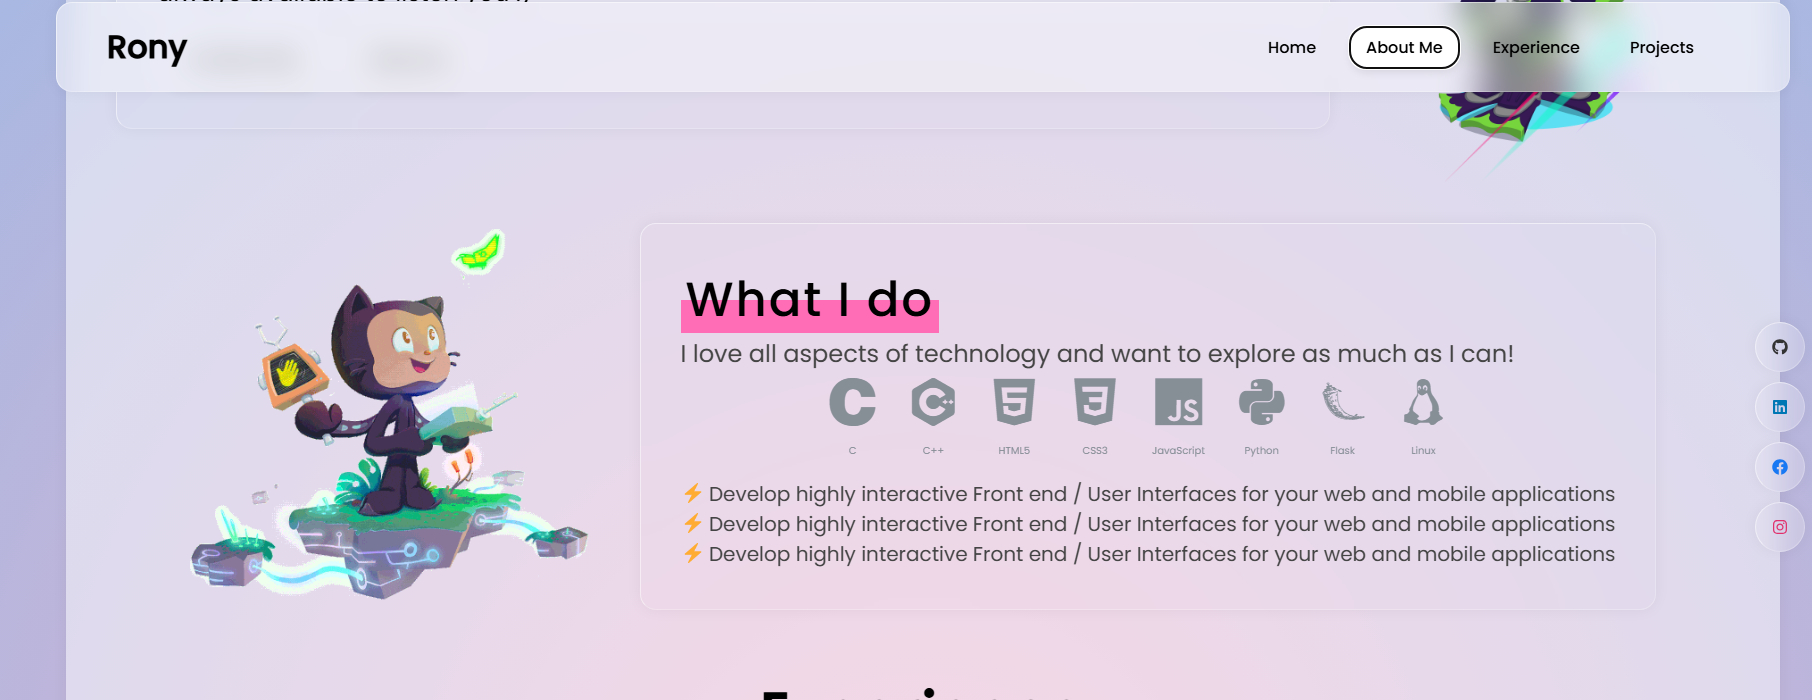 Rony
Home
About Me
Experience
Projects
What I do
I love all aspects of technology and want to explore as much as I can!
JS
C
C++
HTML5
CSS3
JavaScript
Python
Flask
Linux
⚡ Develop highly interactive Front end / User Interfaces for your web and mobile applications
⚡ Develop highly interactive Front end / User Interfaces for your web and mobile applications
⚡ Develop highly interactive Front end / User Interfaces for your web and mobile applications